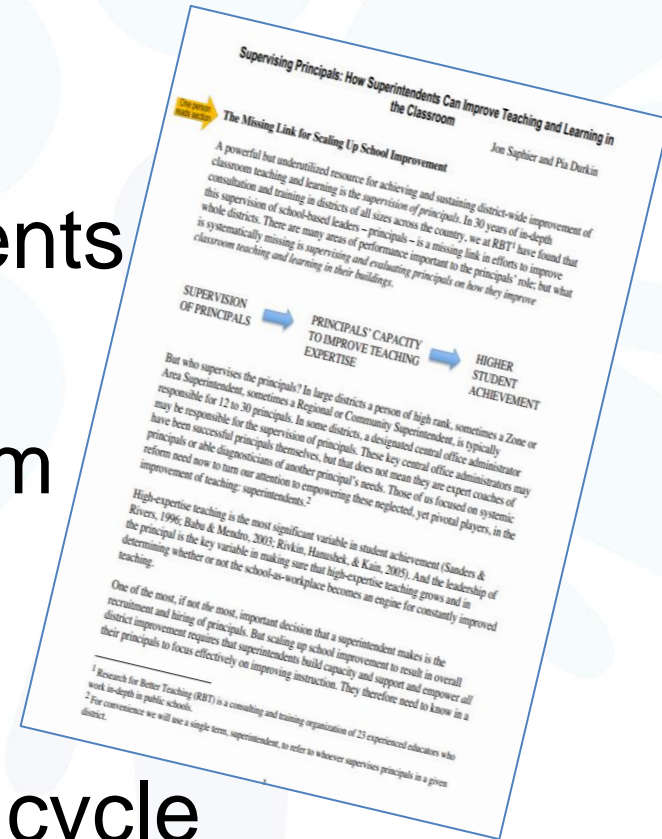 Supervising Principals: How Superintendents Can Improve Teaching and Learning in
the Classroom
Jon Saphier and Pia Durkin
One person
reads section
The Missing Link for Scaling Up School Improvement
A powerful but underutilized resource for achieving and sustaining district-wide improvement of
classroom teaching and learning is the supervision of principals. In 30 years of in-depth
consultation and training in districts of all sizes across the country, we at RBT¹ have found that
this supervision of school-based leaders – principals – is a missing link in efforts to improve
whole districts. There are many areas of performance important to the principals' role; but what
is systematically missing is supervising and evaluating principals on how they improve
classroom teaching and learning in their buildings.
ents
SUPERVISION
OF PRINCIPALS
PRINCIPALS' CAPACITY
TO IMPROVE TEACHING
EXPERTISE
HIGHER
STUDENT
ACHIEVEMENT
But who supervises the principals? In large districts a person of high rank, sometimes a Zone or
Area Superintendent, sometimes a Regional or Community Superintendent, is typically
responsible for 12 to 30 principals. In some districts, a designated central office administrator
may be responsible for the supervision of principals. These key central office administrators may
have been successful principals themselves, but that does not mean they are expert coaches of
principals or able diagnosticians of another principal's needs. Those of us focused on systemic
reform need now to turn our attention to empowering these neglected, yet pivotal players, in the
improvement of teaching: superintendents.²
m
High-expertise teaching is the most significant variable in student achievement (Sanders &
Rivers, 1996; Babu & Mendro, 2003; Rivkin, Hanushek, & Kain, 2005). And the leadership of
the principal is the key variable in making sure that high-expertise teaching grows and in
determining whether or not the school-as-workplace becomes an engine for constantly improved
teaching.
One of the most, if not the most, important decision that a superintendent makes is the
recruitment and hiring of principals. But scaling up school improvement to result in overall
district improvement requires that superintendents build capacity and support and empower all
their principals to focus effectively on improving instruction. They therefore need to know in a
¹ Research for Better Teaching (RBT) is a consulting and training organization of 23 experienced educators who
work in-depth in public schools.
² For convenience we will use a single term, superintendent, to refer to whoever supervises principals in a given
district.
cycle